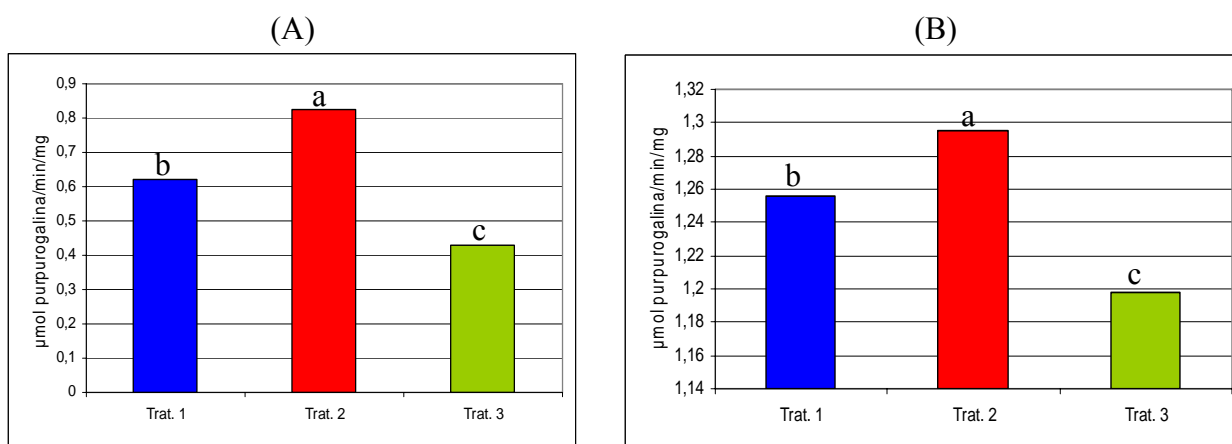 (A)
µmol purpurogalina/min/mg
0,9
0,8
0,7
0,6
0,5
0,4
0,3
0,2
0,1
0
b
a
c
Trat. 1 Trat. 2 Trat. 3
(B)
µmol purpurogalina/min/mg
1,32
1,3
1,28
1,26
1,24
1,22
1,2
1,18
1,16
1,14
b
a
c
Trat. 1 Trat. 2 Trat. 3